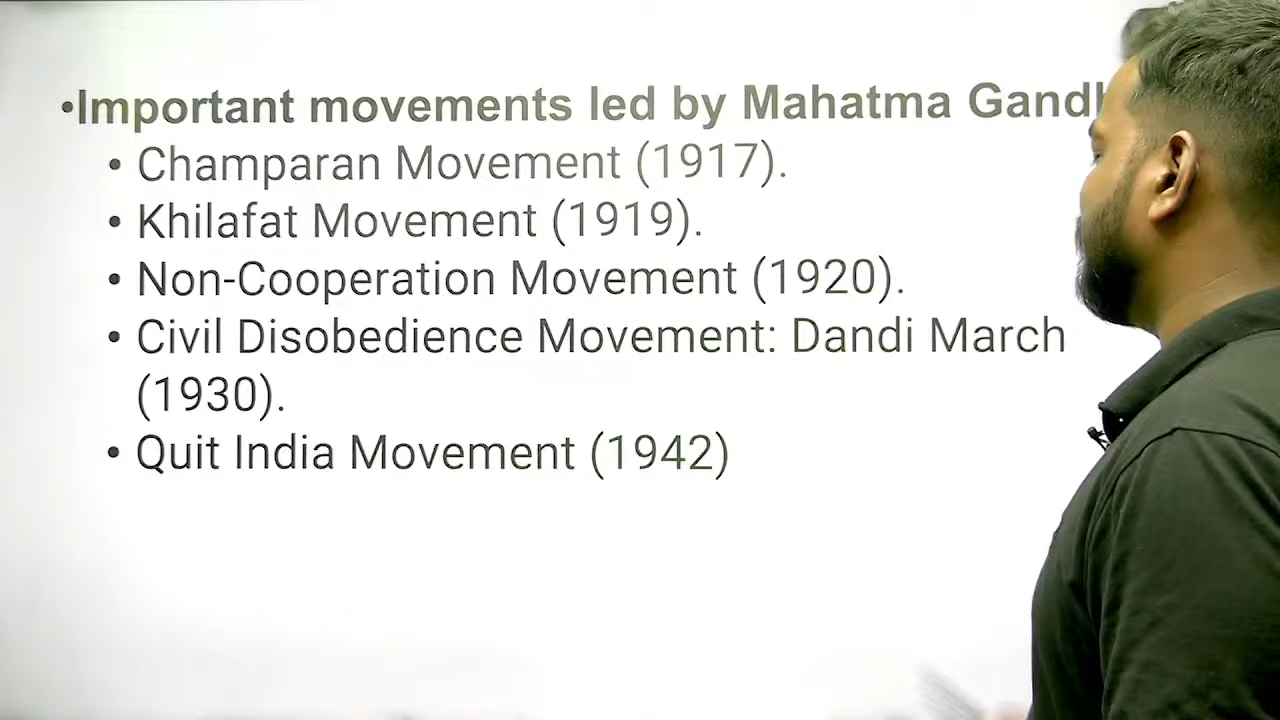 •Important movements led by Mahatma Gandh
• Champaran Movement (1917).
• Khilafat Movement (1919).
• Non-Cooperation Movement (1920).
• Civil Disobedience Movement: Dandi March
(1930).
• Quit India Movement (1942)